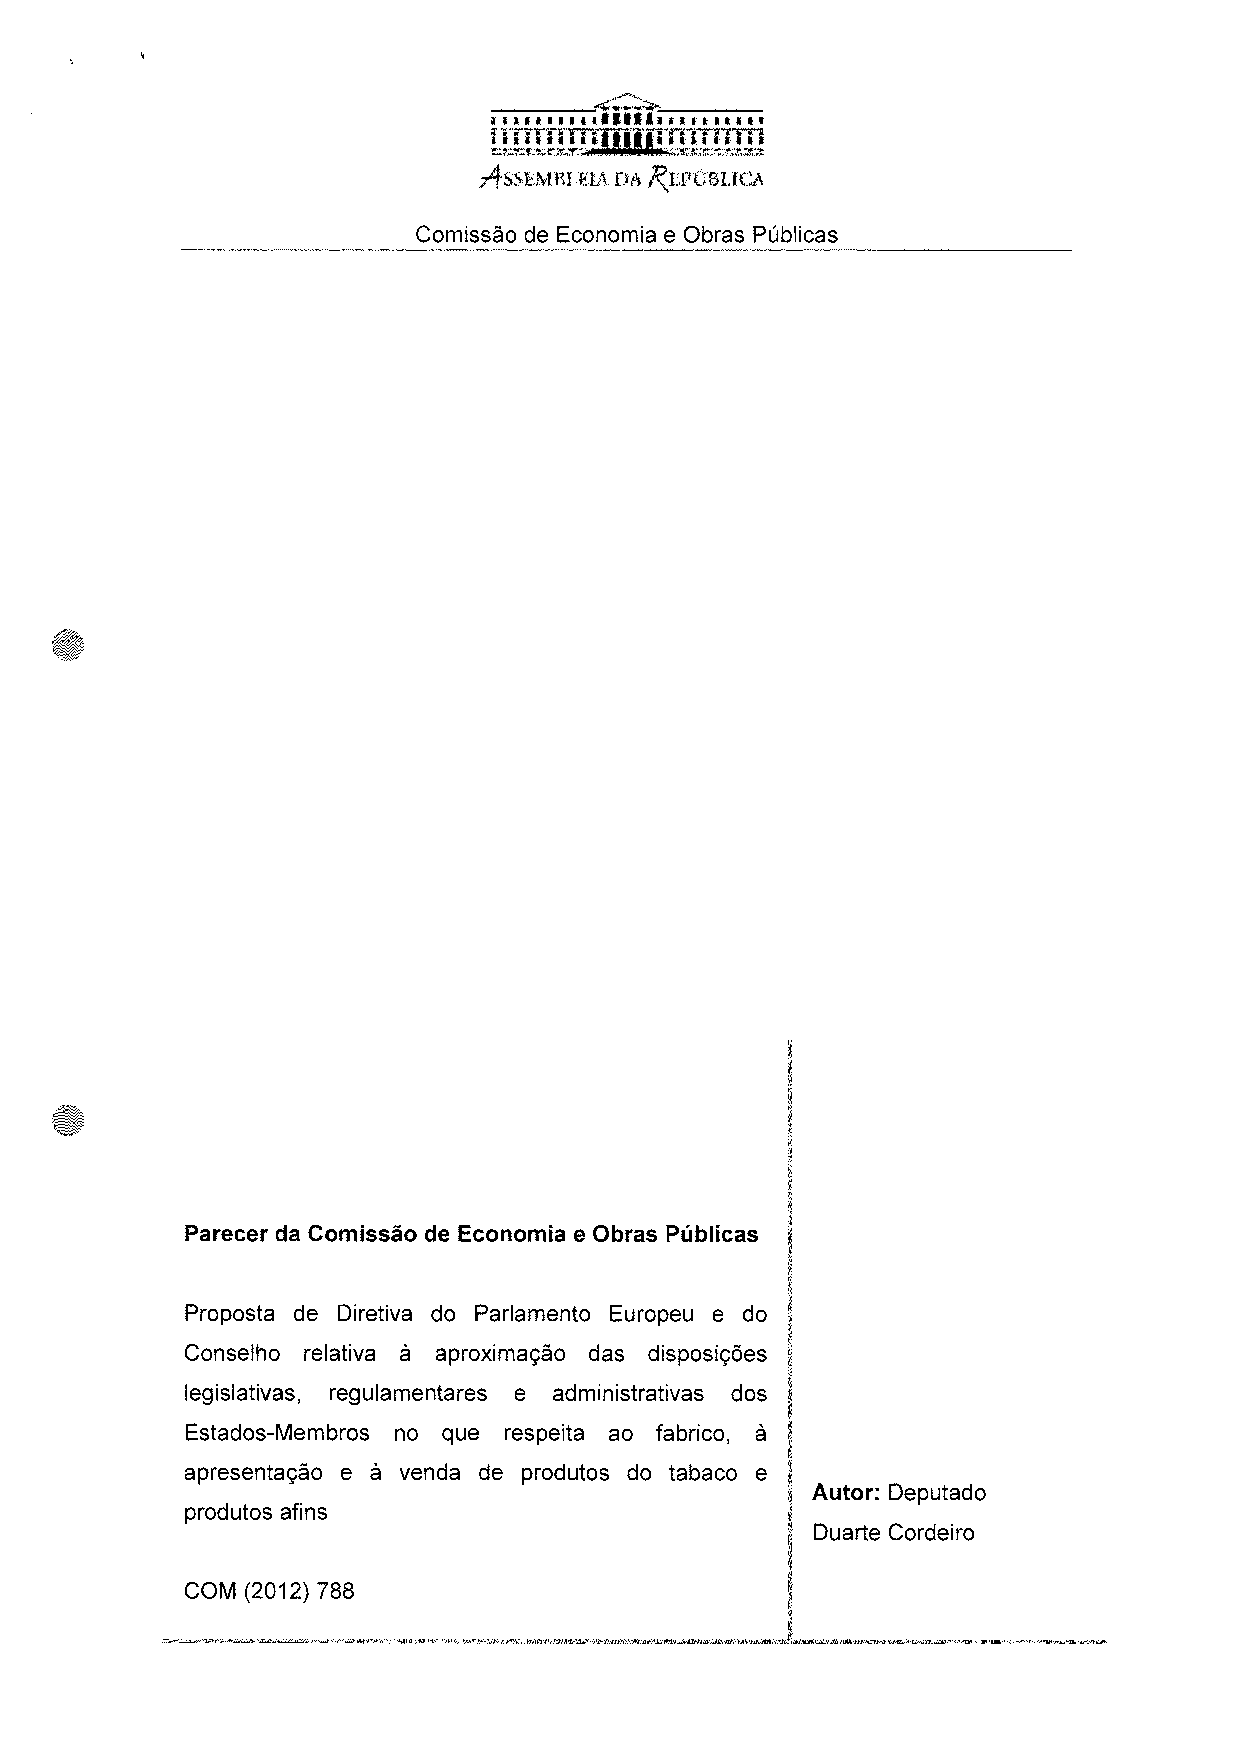 ASSEMBLEIA DA REPÚBLICA
Comissão de Economia e Obras Públicas
Parecer da Comissão de Economia e Obras Públicas
Proposta de Diretiva do Parlamento Europeu e do
Conselho relativa à aproximação das disposições
legislativas, regulamentares e administrativas dos
Estados-Membros no que respeita ao fabrico, à
apresentação e à venda de produtos do tabaco e
produtos afins
COM (2012) 788
Autor: Deputado
Duarte Cordeiro